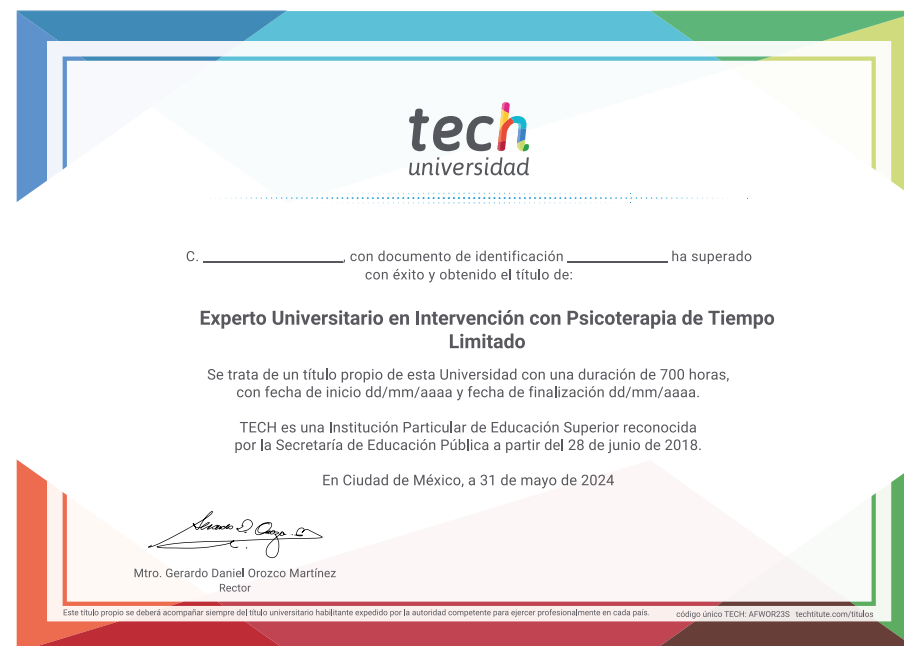 tech
universidad
C. ____________, con documento de identificación ____________ ha superado
con éxito y obtenido el título de:
Experto Universitario en Intervención con Psicoterapia de Tiempo
Limitado
Se trata de un título propio de esta Universidad con una duración de 700 horas,
con fecha de inicio dd/mm/aaaa y fecha de finalización dd/mm/aaaa.
TECH es una Institución Particular de Educación Superior reconocida
por la Secretaría de Educación Pública a partir del 28 de junio de 2018.
En Ciudad de México, a 31 de mayo de 2024
Mtro. Gerardo Daniel Orozco Martínez
Rector
Este título propio se deberá acompañar siempre del título universitario habilitante expedido por la autoridad competente para ejercer profesionalmente en cada país. código único TECH: AFWOR23S techtitute.com/titulos